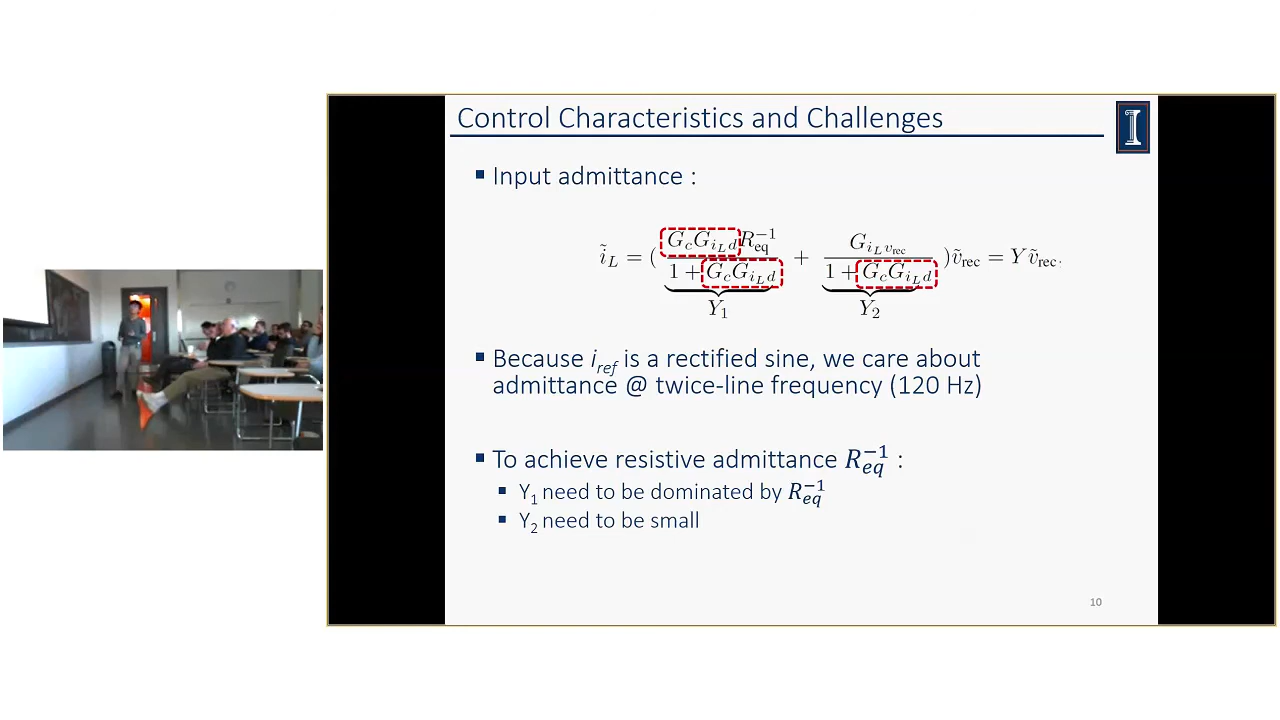 Control Characteristics and Challenges
I
▪ Input admittance :
ĩ_L = ( G_c G_{i_L d} R_eq^{-1} / (1 + G_c G_{i_L d}) + G_{i_L v_rec} / (1 + G_c G_{i_L d}) ) ṽ_rec = Y ṽ_rec.
Y_1 Y_2
▪ Because i_ref is a rectified sine, we care about
admittance @ twice-line frequency (120 Hz)
▪ To achieve resistive admittance R_eq^{-1} :
▪ Y_1 need to be dominated by R_eq^{-1}
▪ Y_2 need to be small
10